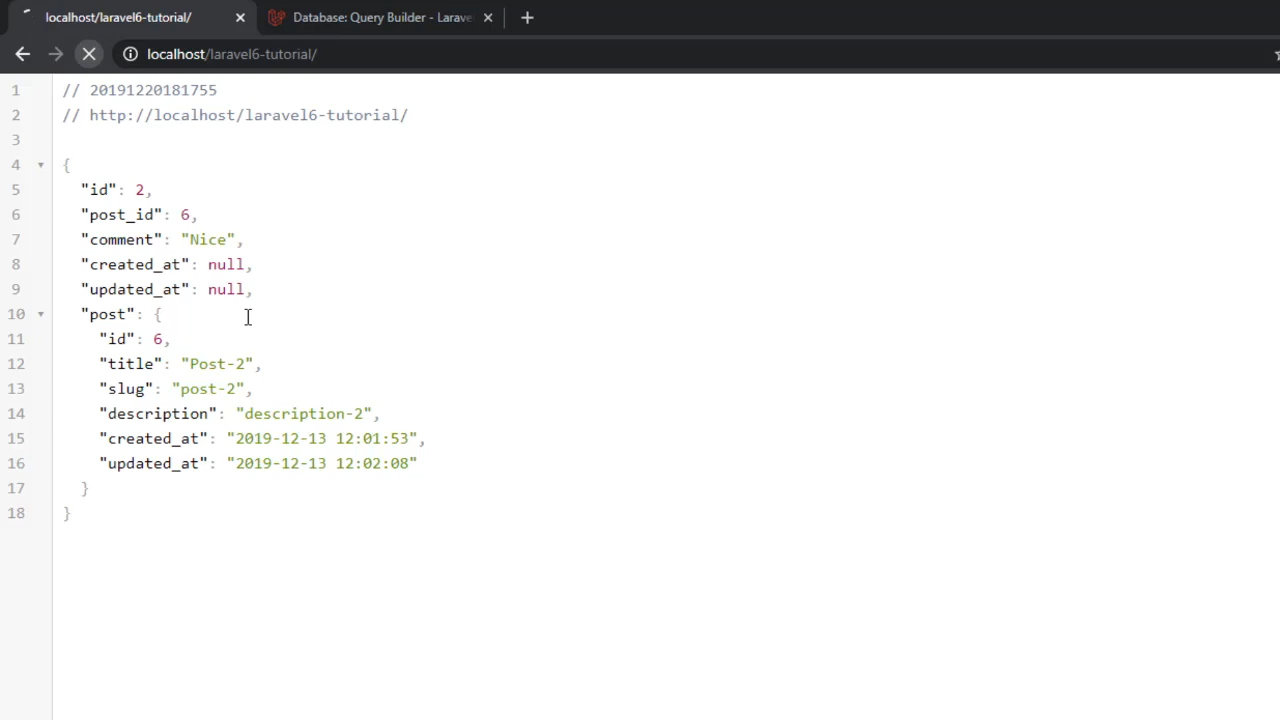 localhost/laravel6-tutorial/
Database: Query Builder - Larave
localhost/laravel6-tutorial/
1 // 20191220181755
2 // http://localhost/laravel6-tutorial/
3
4 {
5 "id": 2,
6 "post_id": 6,
7 "comment": "Nice",
8 "created_at": null,
9 "updated_at": null,
10 "post": {
11 "id": 6,
12 "title": "Post-2",
13 "slug": "post-2",
14 "description": "description-2",
15 "created_at": "2019-12-13 12:01:53",
16 "updated_at": "2019-12-13 12:02:08"
17 }
18 }